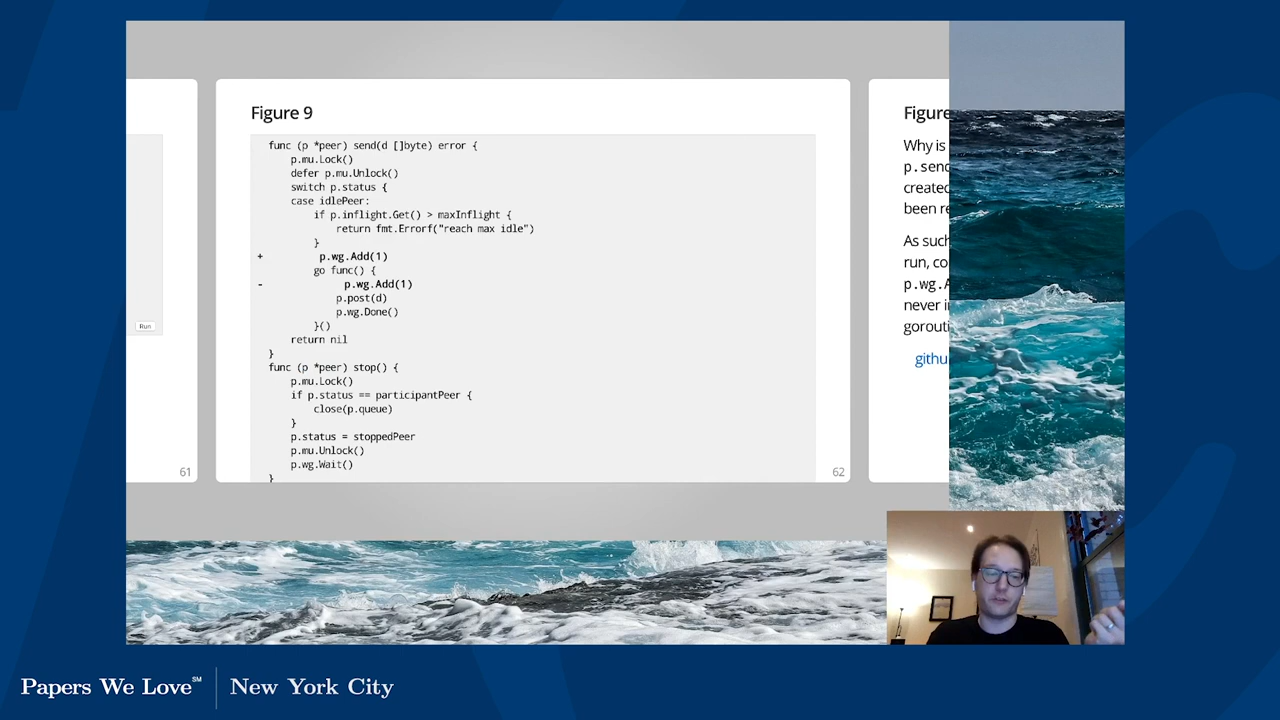 Figure 9
func (p *peer) send(d []byte) error {
p.mu.Lock()
defer p.mu.Unlock()
switch p.status {
case idlePeer:
if p.inflight.Get() > maxInflight {
return fmt.Errorf("reach max idle")
}
+ p.wg.Add(1)
go func() {
- p.wg.Add(1)
p.post(d)
p.wg.Done()
}()
return nil
}
func (p *peer) stop() {
p.mu.Lock()
if p.status == participantPeer {
close(p.queue)
}
p.status = stoppedPeer
p.mu.Unlock()
p.wg.Wait()
}
Run
61
62
Figure
Why is
p.send
created
been re
As such
run, co
p.wg.A
never i
gorouti
githu
Papers We Love℠ | New York City